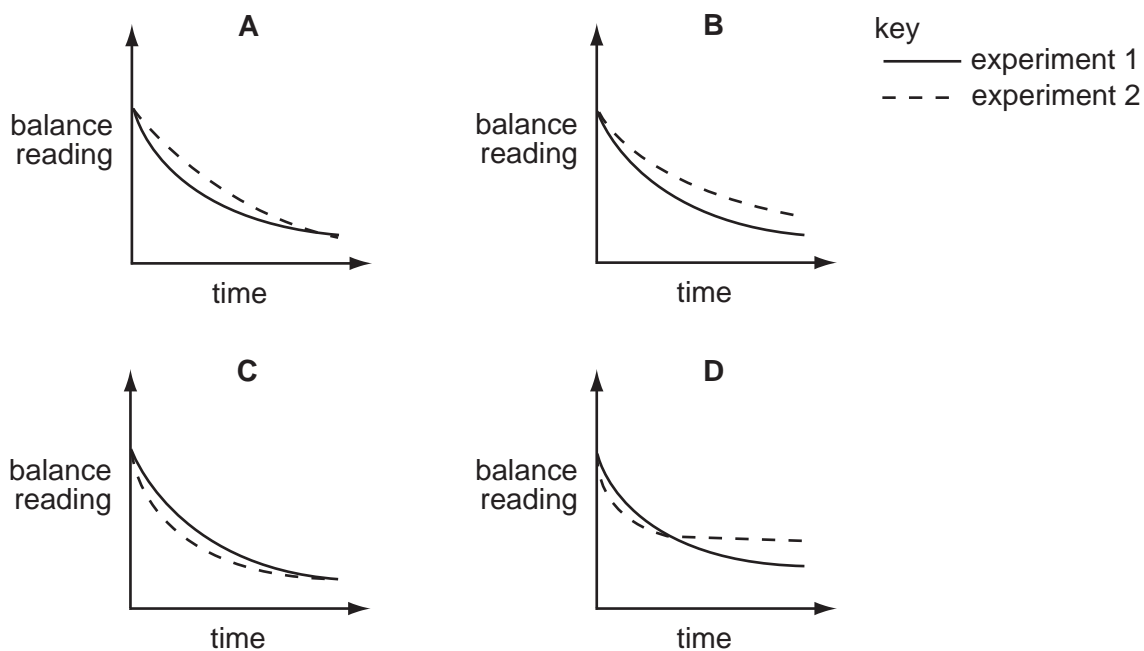 A
balance
reading
time
B
balance
reading
time
key
experiment 1
experiment 2
C
balance
reading
time
D
balance
reading
time